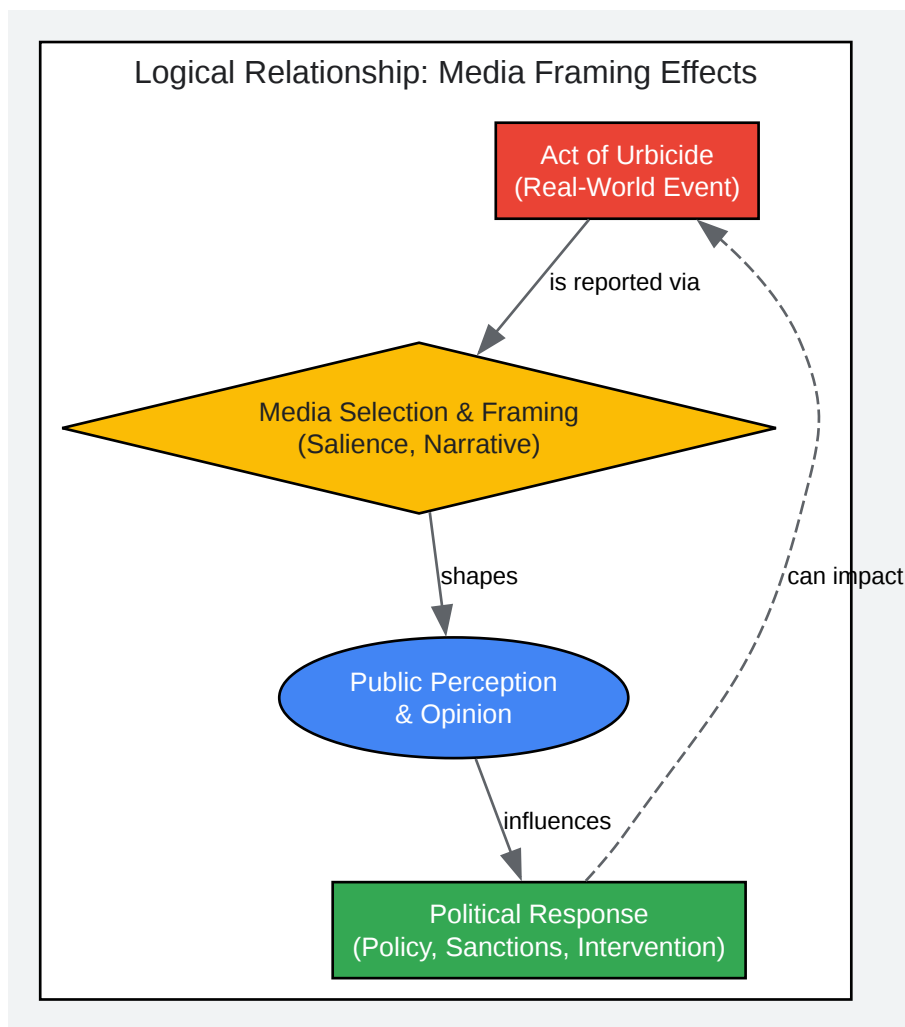 Logical Relationship: Media Framing Effects
Act of Urbicide
(Real-World Event)
is reported via
Media Selection & Framing
(Salience, Narrative)
shapes
can impact
Public Perception
& Opinion
influences
Political Response
(Policy, Sanctions, Intervention)